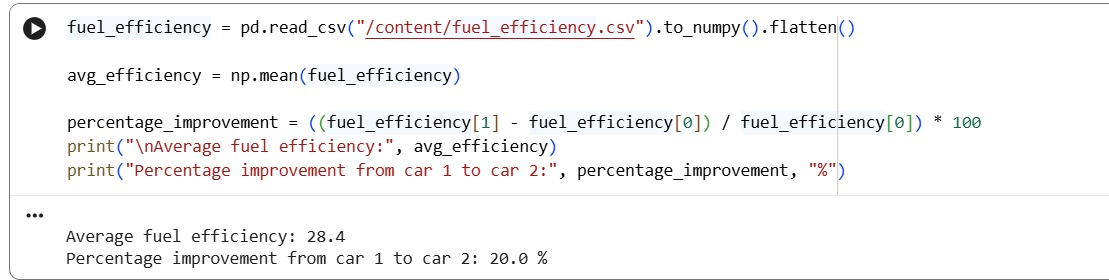 fuel_efficiency = pd.read_csv("/content/fuel_efficiency.csv").to_numpy().flatten()
avg_efficiency = np.mean(fuel_efficiency)
percentage_improvement = ((fuel_efficiency[1] - fuel_efficiency[0]) / fuel_efficiency[0]) * 100
print("\nAverage fuel efficiency:", avg_efficiency)
print("Percentage improvement from car 1 to car 2:", percentage_improvement, "%")
Average fuel efficiency: 28.4
Percentage improvement from car 1 to car 2: 20.0 %